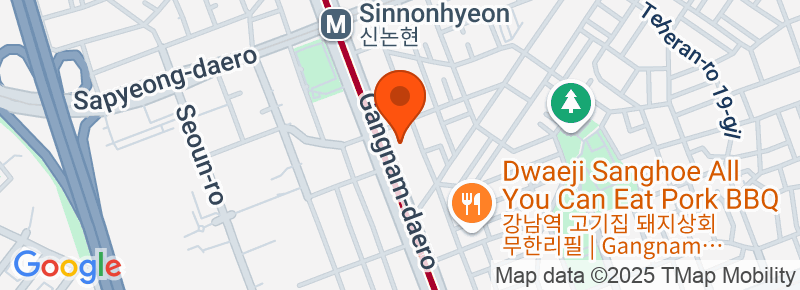 M
Sinnonhyeon
신논현
Teheran-ro 19-gil
Sapyeong-daero
Seoun-ro
Gangnam-daero
Dwaeji Sanghoe All
You Can Eat Pork BBQ
강남역 고기집 돼지상회
무한리필 | Gangnam…
Google
Map data ©2025 TMap Mobility